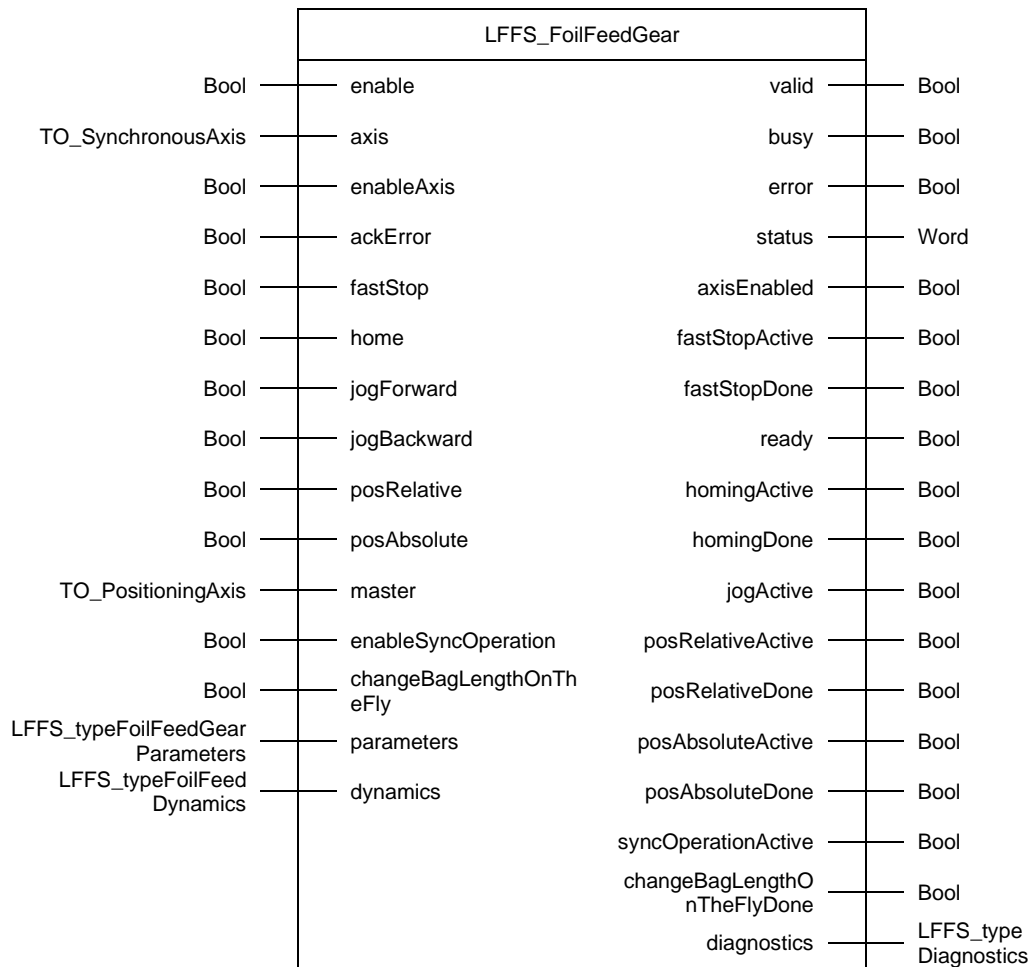 LFFS_FoilFeedGear
Bool enable valid Bool
TO_SynchronousAxis axis busy Bool
Bool enableAxis error Bool
Bool ackError status Word
Bool fastStop axisEnabled Bool
Bool home fastStopActive Bool
Bool jogForward fastStopDone Bool
Bool jogBackward ready Bool
Bool posRelative homingActive Bool
Bool posAbsolute homingDone Bool
TO_PositioningAxis master jogActive Bool
Bool enableSyncOperation posRelativeActive Bool
Bool changeBagLengthOnTh
eFly posRelativeDone Bool
LFFS_typeFoilFeedGear
Parameters parameters posAbsoluteActive Bool
LFFS_typeFoilFeed
Dynamics dynamics posAbsoluteDone Bool
syncOperationActive Bool
changeBagLengthO
nTheFlyDone Bool
diagnostics LFFS_type
Diagnostics